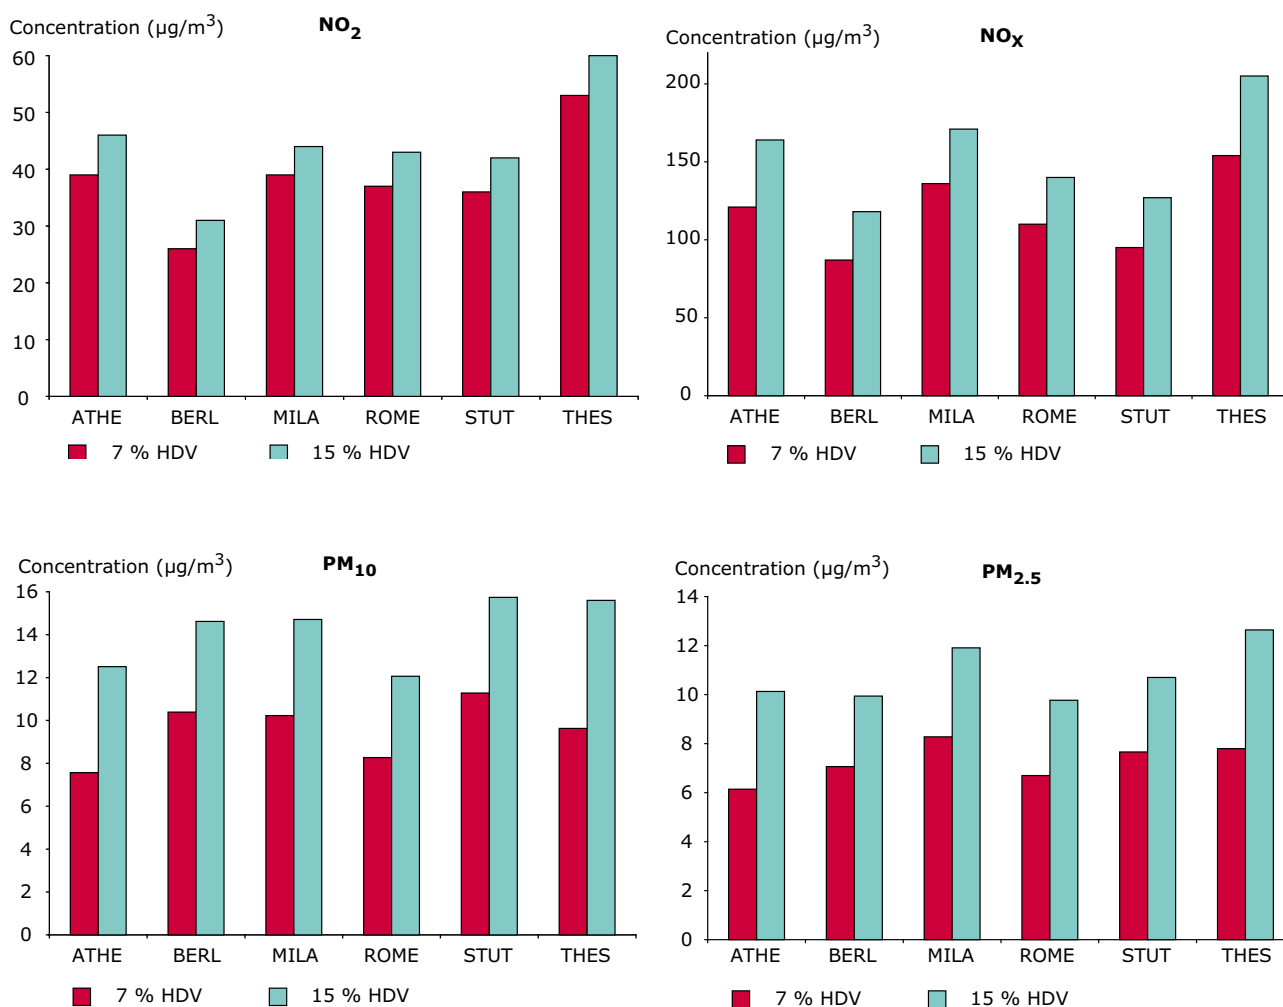 Concentration (µg/m³) NO₂
60
50
40
30
20
10
0
ATHE BERL MILA ROME STUT THES
7 % HDV 15 % HDV
Concentration (µg/m³) NOₓ
200
150
100
50
0
ATHE BERL MILA ROME STUT THES
7 % HDV 15 % HDV
Concentration (µg/m³) PM₁₀
16
14
12
10
8
6
4
2
0
ATHE BERL MILA ROME STUT THES
7 % HDV 15 % HDV
Concentration (µg/m³) PM₂.₅
14
12
10
8
6
4
2
0
ATHE BERL MILA ROME STUT THES
7 % HDV 15 % HDV